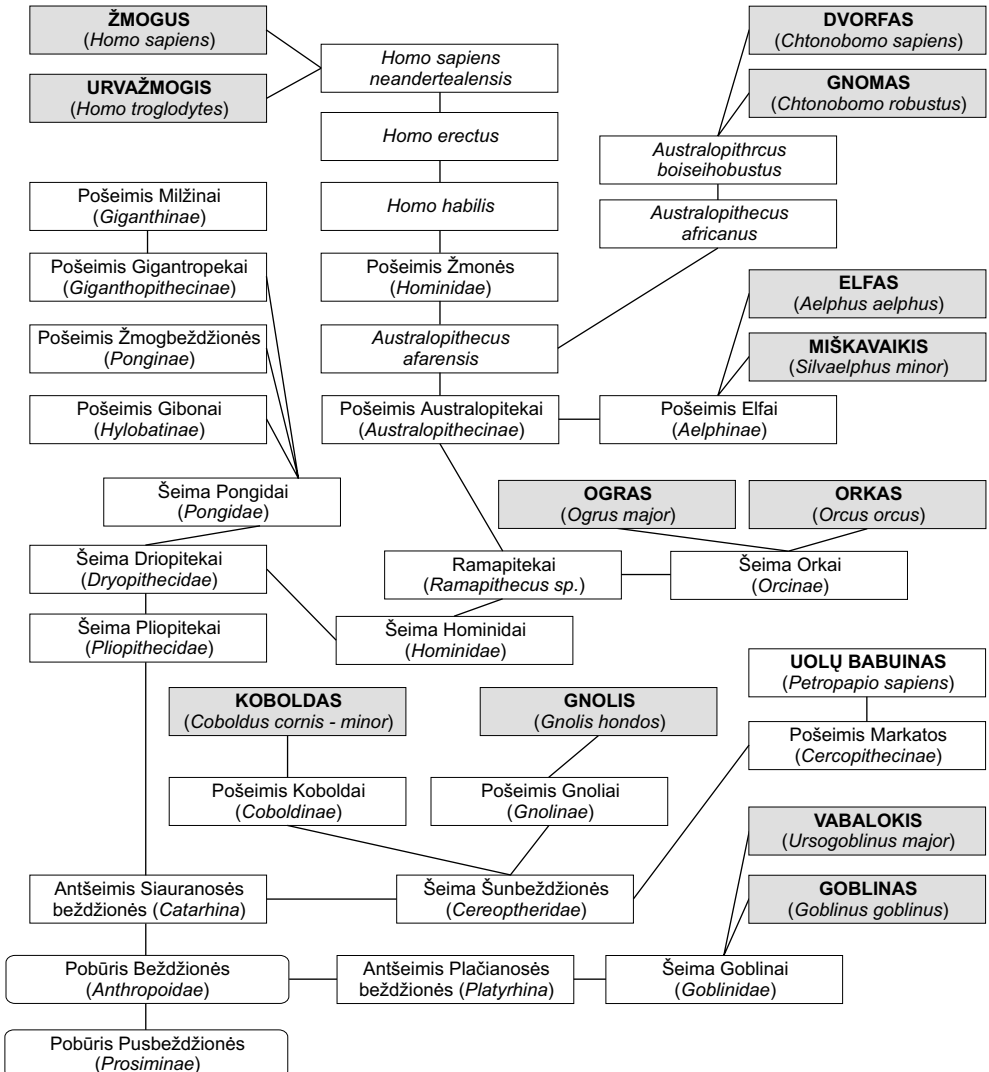 ŽMOGUS
(Homo sapiens)
URVAŽMOGIS
(Homo troglodytes)
Homo sapiens
neandertealensis
Homo erectus
Homo habilis
Pošeimis Žmonės
(Hominidae)
Australopithecus
afarensis
Pošeimis Australopitekai
(Australopithecinae)
DVORFAS
(Chtonobomo sapiens)
GNOMAS
(Chtonobomo robustus)
Australopithrcus
boiseihobustus
Australopithecus
africanus
ELFAS
(Aelphus aelphus)
MIŠKAVAIKIS
(Silvaelphus minor)
Pošeimis Elfai
(Aelphinae)
Pošeimis Milžinai
(Giganthinae)
Pošeimis Gigantropekai
(Giganthopithecinae)
Pošeimis Žmogbeždžionės
(Ponginae)
Pošeimis Gibonai
(Hylobatinae)
Šeima Pongidai
(Pongidae)
OGRAS
(Ogrus major)
ORKAS
(Orcus orcus)
Šeima Driopitekai
(Dryopithecidae)
Ramapitekai
(Ramapithecus sp.)
Šeima Orkai
(Orcinae)
Šeima Pliopitekai
(Pliopithecidae)
Šeima Hominidai
(Hominidae)
UOLŲ BABUINAS
(Petropapio sapiens)
KOBOLDAS
(Coboldus cornis - minor)
GNOLIS
(Gnolis hondos)
Pošeimis Markatos
(Cercopithecinae)
Pošeimis Koboldai
(Coboldinae)
Pošeimis Gnoliai
(Gnolinae)
VABALOKIS
(Ursogoblinus major)
GOBLINAS
(Goblinus goblinus)
Antšeimis Siauranosės
beždžionės (Catarhina)
Šeima Šunbeždžionės
(Cereoptheridae)
Pobūris Beždžionės
(Anthropoidae)
Antšeimis Plačianosės
beždžionės (Platyrhina)
Šeima Goblinai
(Goblinidae)
Pobūris Pusbeždžionės
(Prosiminae)